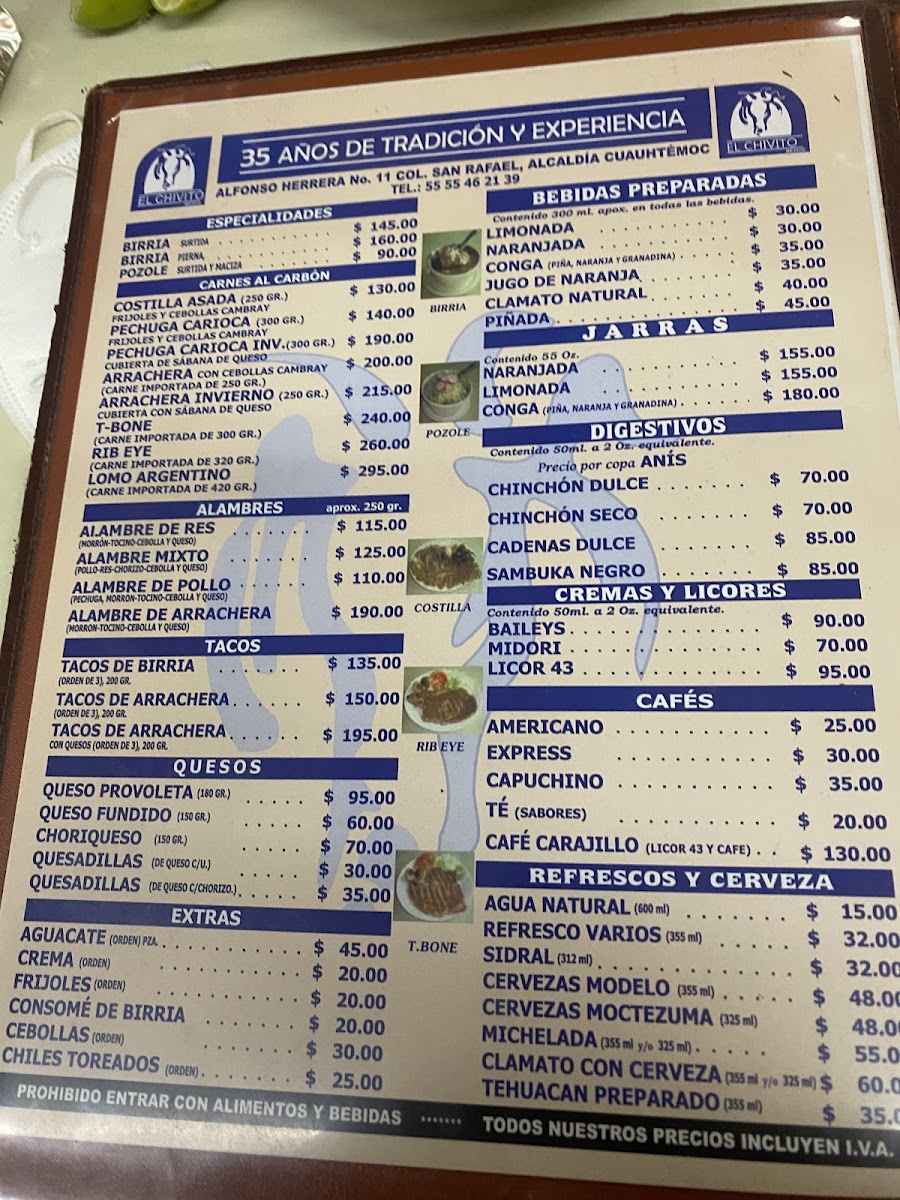 35 AÑOS DE TRADICIÓN Y EXPERIENCIA
EL CHIVITO
EL CHIVITO
ALFONSO HERRERA No. 11 COL. SAN RAFAEL, ALCALDÍA CUAUHTÉMOC
TEL.: 55 55 46 21 39
ESPECIALIDADES
BIRRIA SURTIDA . . . . . . . . . . . . $ 145.00
BIRRIA PIERNA, . . . . . . . . . . . . $ 160.00
POZOLE SURTIDA Y MACIZA $ 90.00
CARNES AL CARBÓN
COSTILLA ASADA (250 GR.) $ 130.00
FRIJOLES Y CEBOLLAS CAMBRAY
PECHUGA CARIOCA (300 GR.) $ 140.00
FRIJOLES Y CEBOLLAS CAMBRAY
PECHUGA CARIOCA INV.(300 GR.) $ 190.00
CUBIERTA DE SÁBANA DE QUESO
ARRACHERA CON CEBOLLAS CAMBRAY $ 200.00
(CARNE IMPORTADA DE 250 GR.)
ARRACHERA INVIERNO (250 GR.) $ 215.00
CUBIERTA CON SÁBANA DE QUESO
T-BONE $ 240.00
(CARNE IMPORTADA DE 300 GR.)
RIB EYE $ 260.00
(CARNE IMPORTADA DE 320 GR.)
LOMO ARGENTINO $ 295.00
(CARNE IMPORTADA DE 420 GR.)
ALAMBRES aprox. 250 gr.
ALAMBRE DE RES . . . . . . . $ 115.00
(MORRÓN-TOCINO-CEBOLLA Y QUESO)
ALAMBRE MIXTO . . . . . . . $ 125.00
(POLLO-RES-CHORIZO-CEBOLLA Y QUESO)
ALAMBRE DE POLLO . . . . . . $ 110.00
(PECHUGA, MORRON-TOCINO-CEBOLLA Y QUESO)
ALAMBRE DE ARRACHERA $ 190.00
(MORRON-TOCINO-CEBOLLA Y QUESO)
TACOS
TACOS DE BIRRIA . . . . . . . $ 135.00
(ORDEN DE 3), 200 GR.
TACOS DE ARRACHERA . . . . . . $ 150.00
(ORDEN DE 3), 200 GR.
TACOS DE ARRACHERA . . . . . . $ 195.00
CON QUESOS (ORDEN DE 3), 200 GR.
QUESOS
QUESO PROVOLETA (180 GR.) . . . . . $ 95.00
QUESO FUNDIDO (150 GR.) . . . . . $ 60.00
CHORIQUESO (150 GR.) . . . . . $ 70.00
QUESADILLAS (DE QUESO C/U.) . . . . . $ 30.00
QUESADILLAS (DE QUESO C/CHORIZO.) . . . . . $ 35.00
EXTRAS
AGUACATE (ORDEN) PZA. . . . . . . . . . $ 45.00
CREMA (ORDEN) . . . . . . . . . . $ 20.00
FRIJOLES (ORDEN) . . . . . . . . . . $ 20.00
CONSOMÉ DE BIRRIA . . . . . . . $ 20.00
CEBOLLAS (ORDEN) . . . . . . . $ 30.00
CHILES TOREADOS (ORDEN) . . . . . . . $ 25.00
BIRRIA
POZOLE
COSTILLA
RIB EYE
T.BONE
BEBIDAS PREPARADAS
Contenido 300 ml. apox. en todas las bebidas.
LIMONADA . . . . . . . . . . $ 30.00
NARANJADA . . . . . . . . . . $ 30.00
CONGA (PIÑA, NARANJA Y GRANADINA) . . . . $ 35.00
JUGO DE NARANJA . . . . . . . $ 35.00
CLAMATO NATURAL . . . . . . . $ 40.00
PIÑADA . . . . . . . . . . . . $ 45.00
JARRAS
Contenido 55 Oz.
NARANJADA . . . . . . . . . . $ 155.00
LIMONADA . . . . . . . . . . $ 155.00
CONGA (PIÑA, NARANJA Y GRANADINA) . . . . . $ 180.00
DIGESTIVOS
Contenido 50ml. a 2 Oz. equivalente.
Precio por copa ANÍS
CHINCHÓN DULCE . . . . . . . $ 70.00
CHINCHÓN SECO . . . . . . . $ 70.00
CADENAS DULCE . . . . . . . $ 85.00
SAMBUKA NEGRO . . . . . . . $ 85.00
CREMAS Y LICORES
Contenido 50ml. a 2 Oz. equivalente.
BAILEYS . . . . . . . . . . . . $ 90.00
MIDORI . . . . . . . . . . . . $ 70.00
LICOR 43 . . . . . . . . . . . $ 95.00
CAFÉS
AMERICANO . . . . . . . . . . $ 25.00
EXPRESS . . . . . . . . . . $ 30.00
CAPUCHINO . . . . . . . . . . $ 35.00
TÉ (SABORES) . . . . . . . . . . $ 20.00
CAFÉ CARAJILLO (LICOR 43 Y CAFE) . . $ 130.00
REFRESCOS Y CERVEZA
AGUA NATURAL (600 ml) . . . . . . . $ 15.00
REFRESCO VARIOS (355 ml) . . . . . $ 32.00
SIDRAL (312 ml) . . . . . . . . . . $ 32.00
CERVEZAS MODELO (355 ml) . . . . . $ 48.00
CERVEZAS MOCTEZUMA (325 ml) $ 48.0
MICHELADA (355 ml y/o 325 ml) . . . . . $ 55.0
CLAMATO CON CERVEZA (355 ml y/o 325 ml) $ 60.0
TEHUACAN PREPARADO (355 ml) $ 35.0
PROHIBIDO ENTRAR CON ALIMENTOS Y BEBIDAS ....... TODOS NUESTROS PRECIOS INCLUYEN I.V.A.